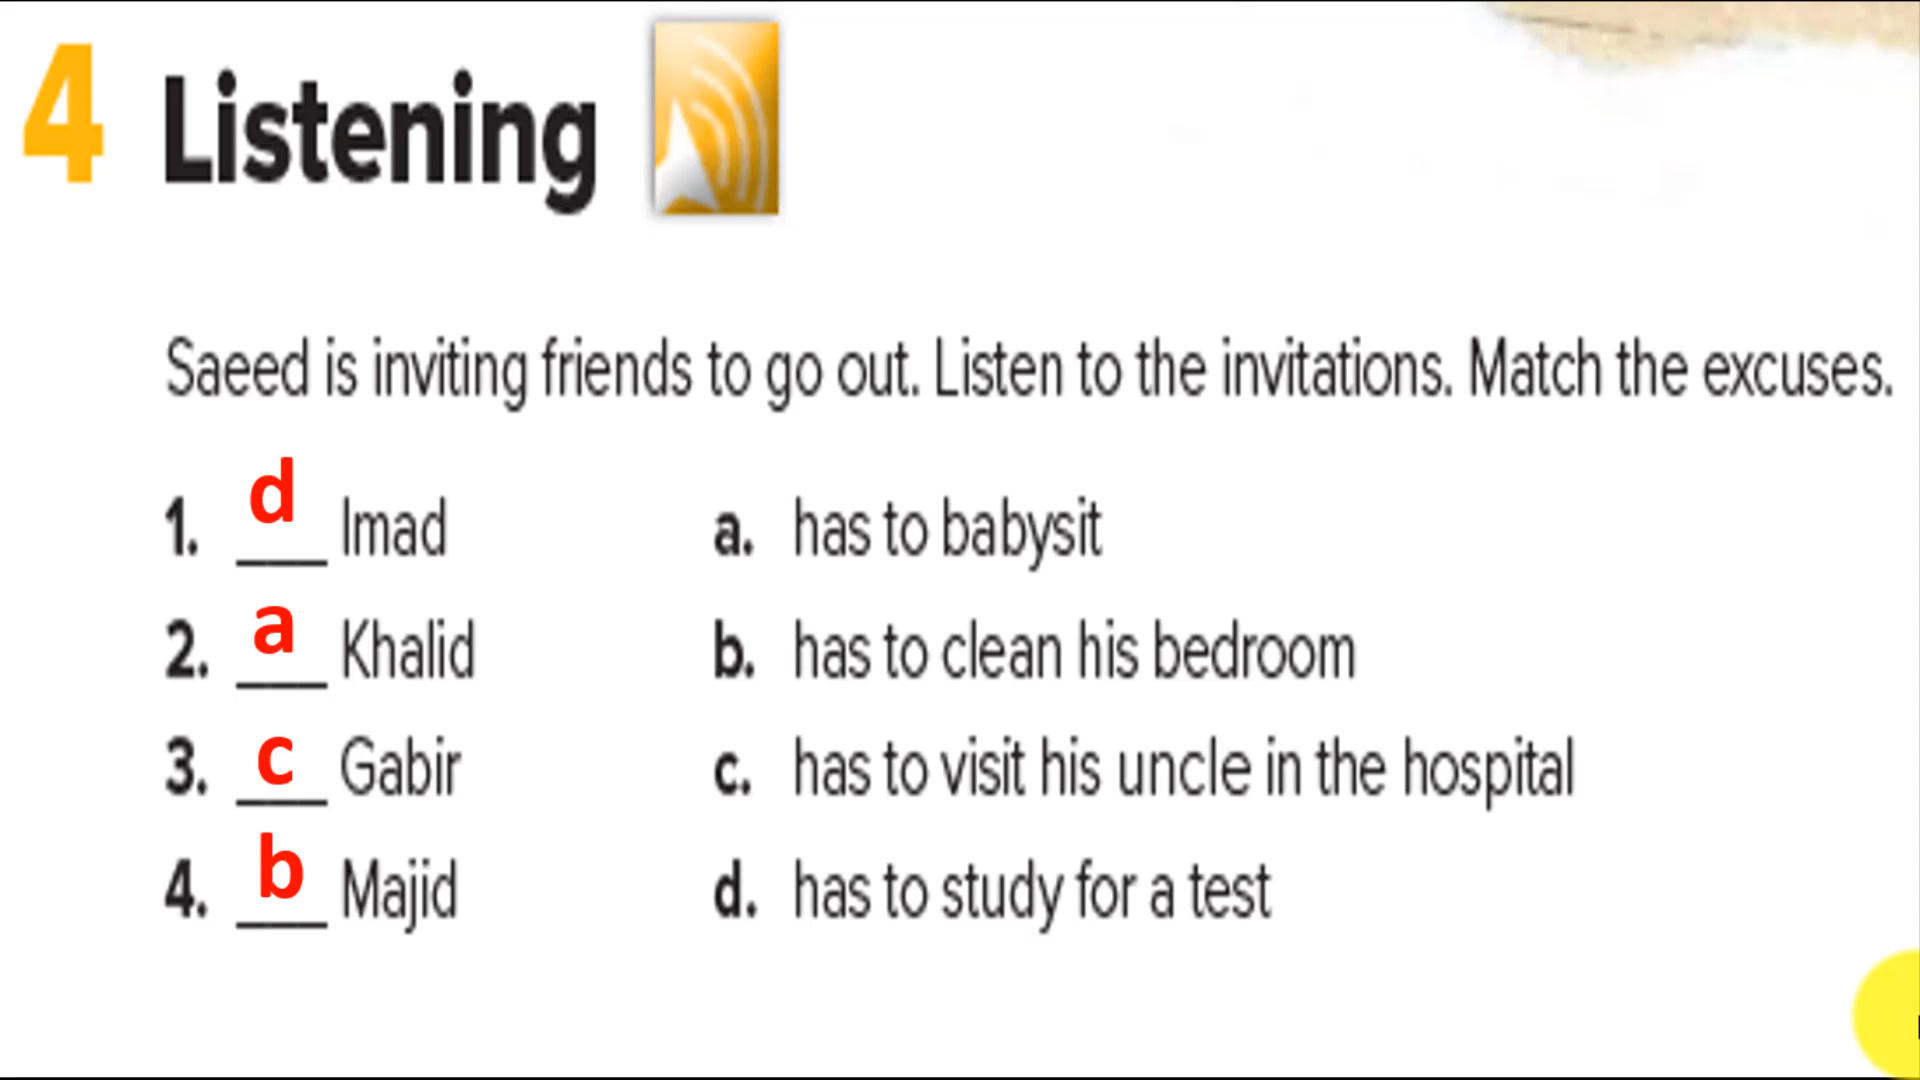 4 Listening
Saeed is inviting friends to go out. Listen to the invitations. Match the excuses.
1. d Imad a. has to babysit
2. a Khalid b. has to clean his bedroom
3. c Gabir c. has to visit his uncle in the hospital
4. b Majid d. has to study for a test